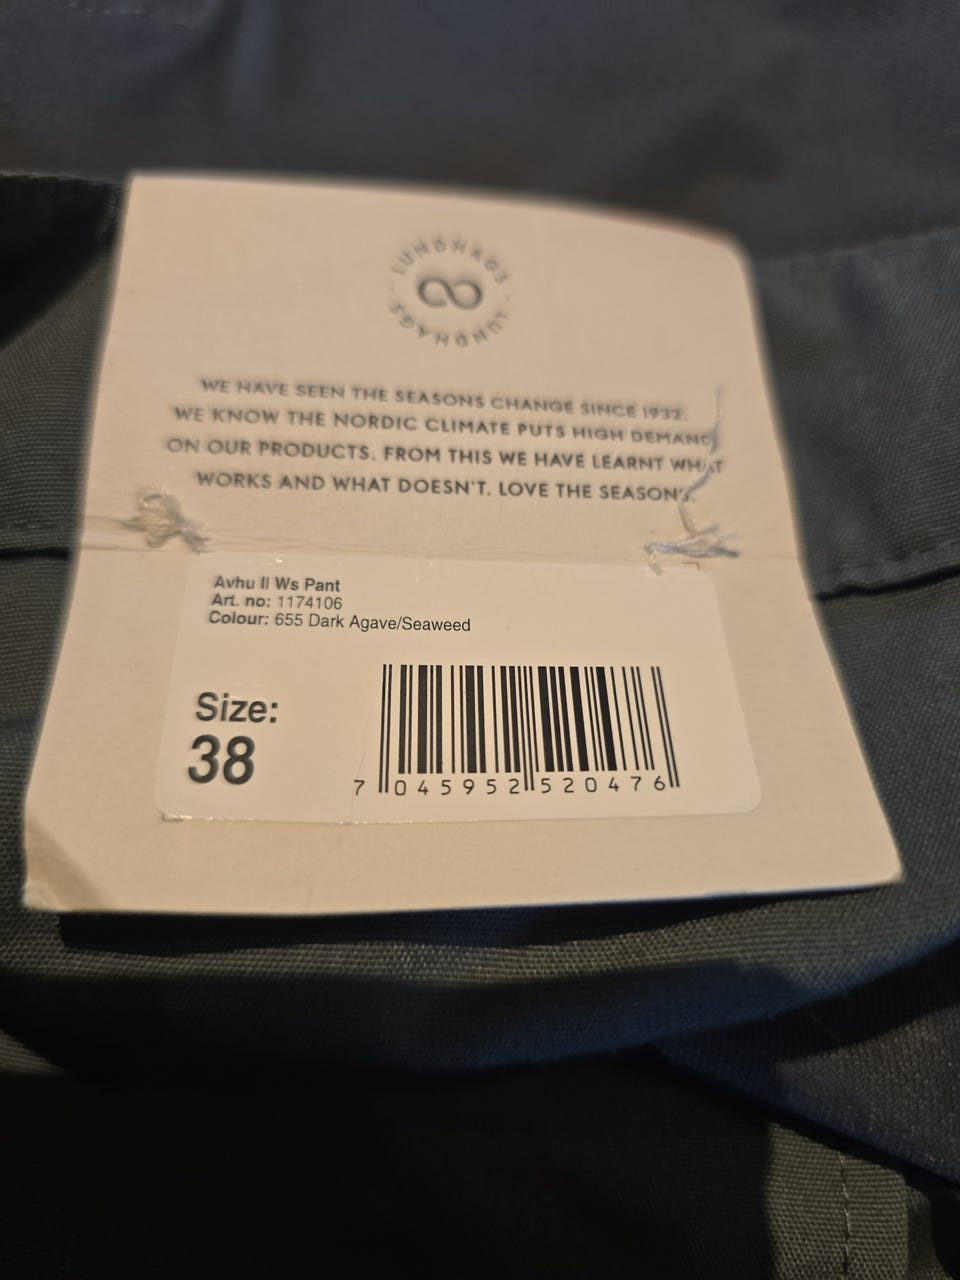 LUNDHAGS · LUNDHAGS ·
WE HAVE SEEN THE SEASONS CHANGE SINCE 1932.
WE KNOW THE NORDIC CLIMATE PUTS HIGH DEMAND
ON OUR PRODUCTS. FROM THIS WE HAVE LEARNT WHAT
WORKS AND WHAT DOESN'T. LOVE THE SEASONS.
Avhu II Ws Pant
Art. no: 1174106
Colour: 655 Dark Agave/Seaweed
Size:
38
7 045952 520476